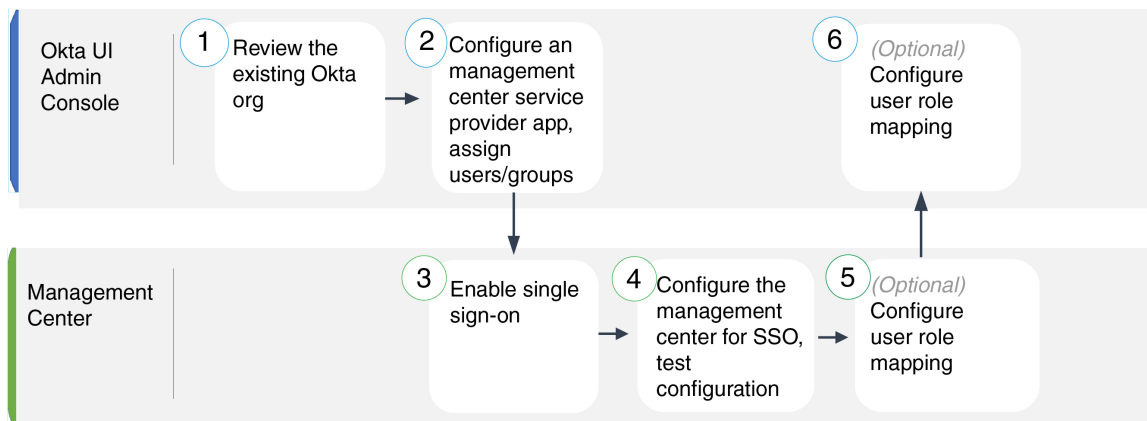 Okta UI
Admin
Console
1
Review the
existing Okta
org
2
Configure an
management
center service
provider app,
assign
users/groups
6
(Optional)
Configure
user role
mapping
Management
Center
3
Enable single
sign-on
4
Configure the
management
center for SSO,
test
configuration
5
(Optional)
Configure
user role
mapping